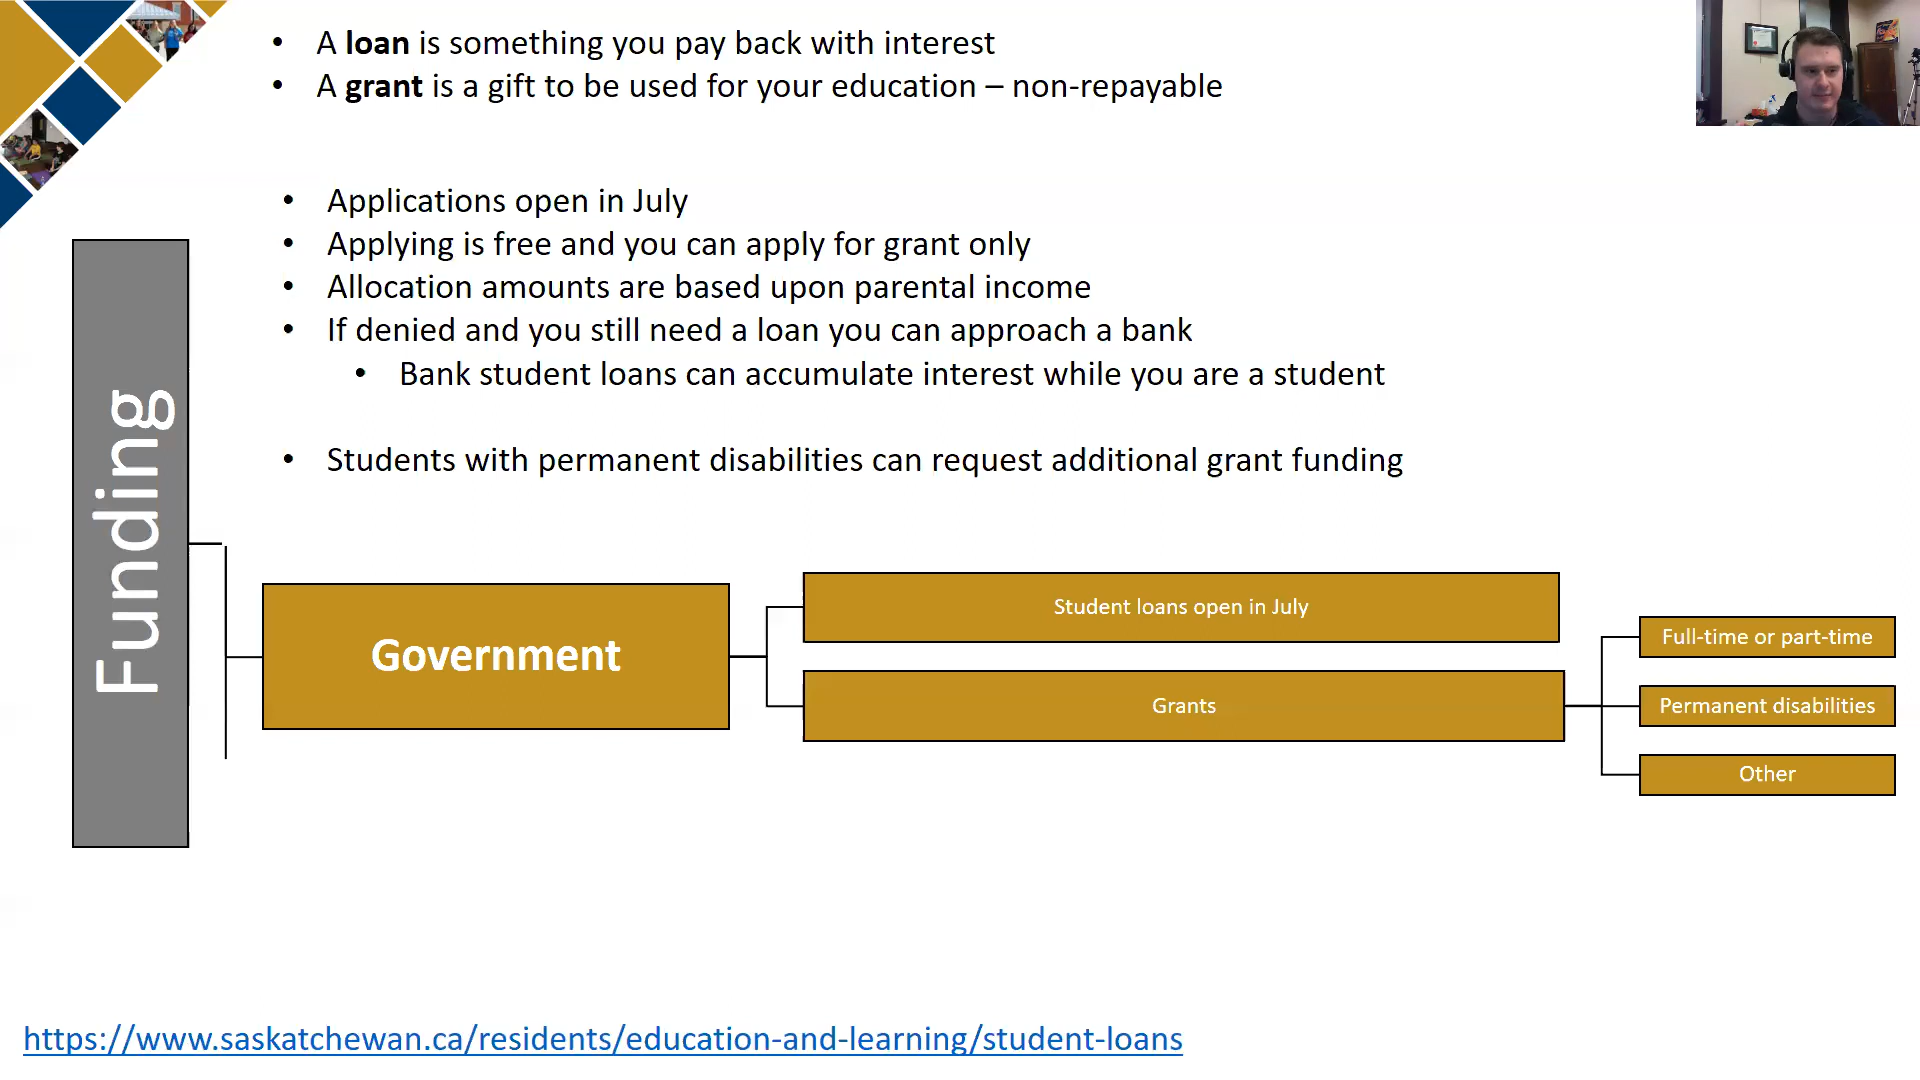 • A loan is something you pay back with interest
• A grant is a gift to be used for your education – non-repayable
• Applications open in July
• Applying is free and you can apply for grant only
• Allocation amounts are based upon parental income
• If denied and you still need a loan you can approach a bank
• Bank student loans can accumulate interest while you are a student
• Students with permanent disabilities can request additional grant funding
Funding
Government
Student loans open in July
Grants
Full-time or part-time
Permanent disabilities
Other
https://www.saskatchewan.ca/residents/education-and-learning/student-loans